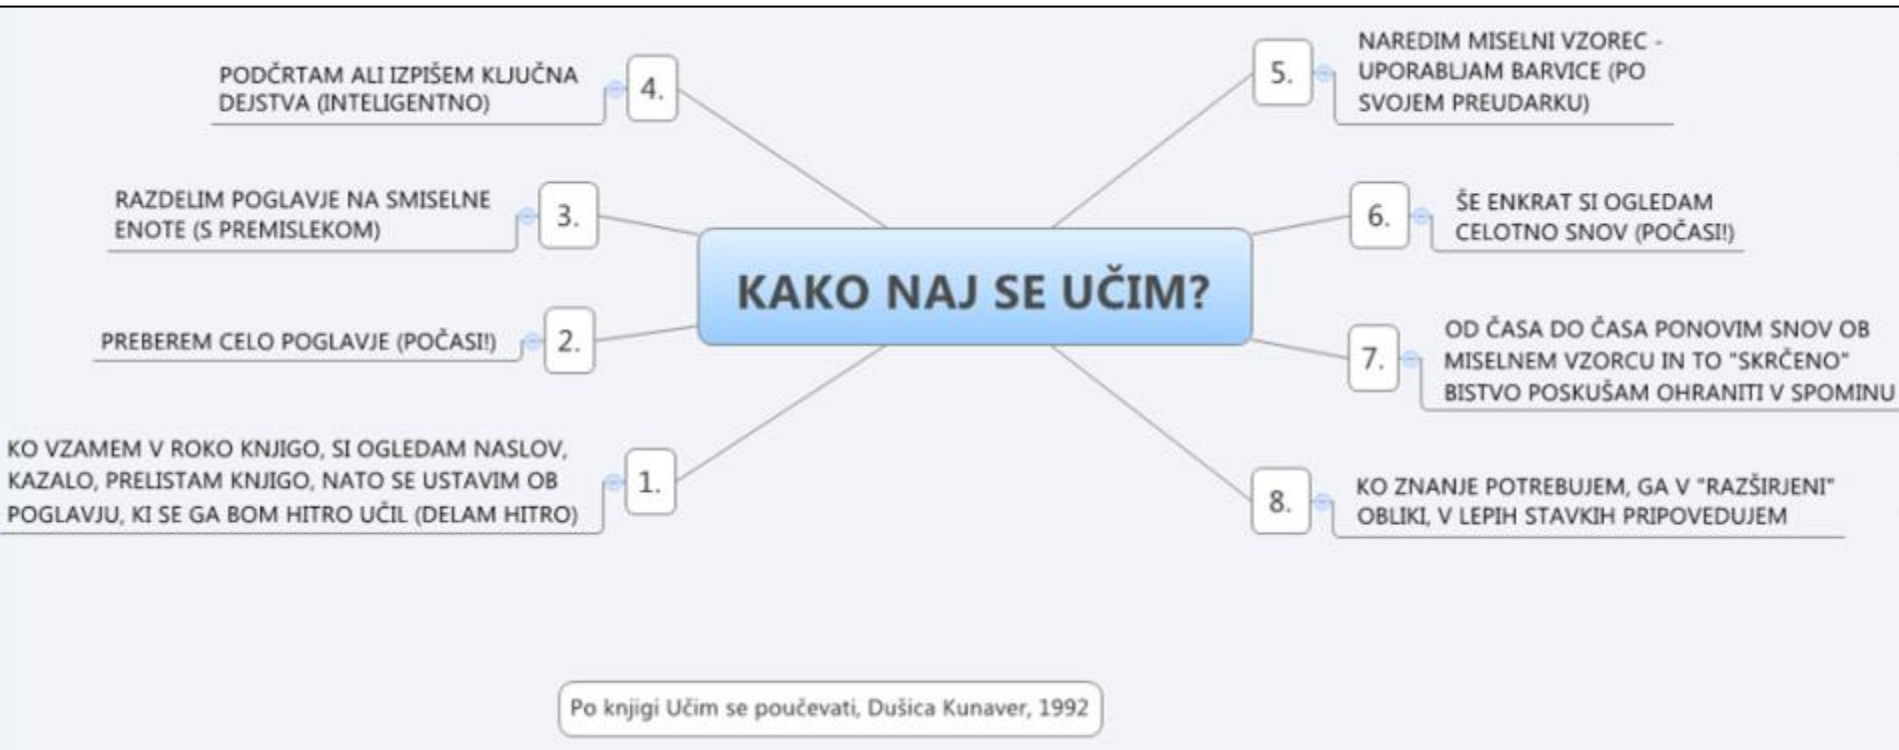 KAKO NAJ SE UČIM?
1.
KO VZAMEM V ROKO KNJIGO, SI OGLEDAM NASLOV,
KAZALO, PRELISTAM KNJIGO, NATO SE USTAVIM OB
POGLAVJU, KI SE GA BOM HITRO UČIL (DELAM HITRO)
2.
PREBEREM CELO POGLAVJE (POČASI!)
3.
RAZDELIM POGLAVJE NA SMISELNE
ENOTE (S PREMISLEKOM)
4.
PODČRTAM ALI IZPIŠEM KLJUČNA
DEJSTVA (INTELIGENTNO)
5.
NAREDIM MISELNI VZOREC -
UPORABLJAM BARVICE (PO
SVOJEM PREUDARKU)
6.
ŠE ENKRAT SI OGLEDAM
CELOTNO SNOV (POČASI!)
7.
OD ČASA DO ČASA PONOVIM SNOV OB
MISELNEM VZORCU IN TO "SKRČENO"
BISTVO POSKUŠAM OHRANITI V SPOMINU
8.
KO ZNANJE POTREBUJEM, GA V "RAZŠIRJENI"
OBLIKI, V LEPIH STAVKIH PRIPOVEDUJEM
Po knjigi Učim se poučevati, Dušica Kunaver, 1992